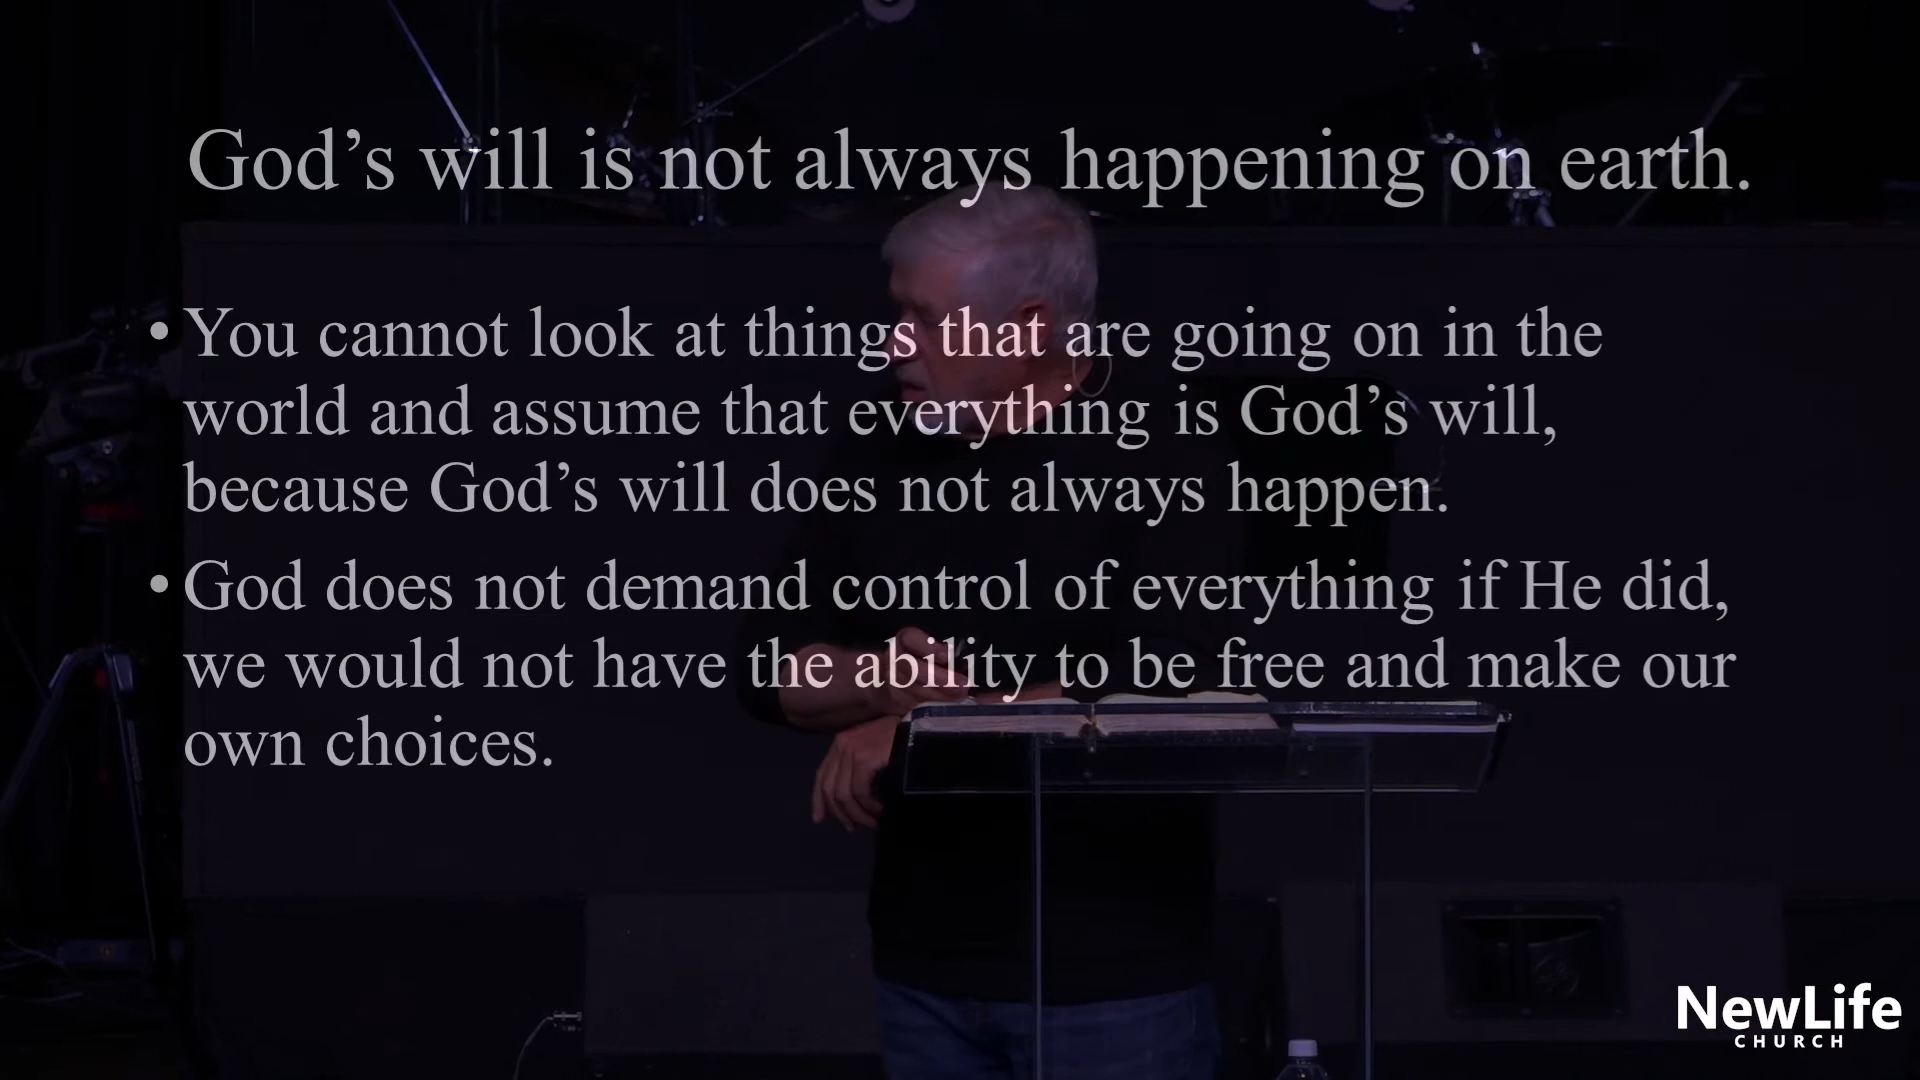 God’s will is not always happening on earth.
• You cannot look at things that are going on in the
world and assume that everything is God’s will,
because God’s will does not always happen.
• God does not demand control of everything if He did,
we would not have the ability to be free and make our
own choices.
NewLife
CHURCH